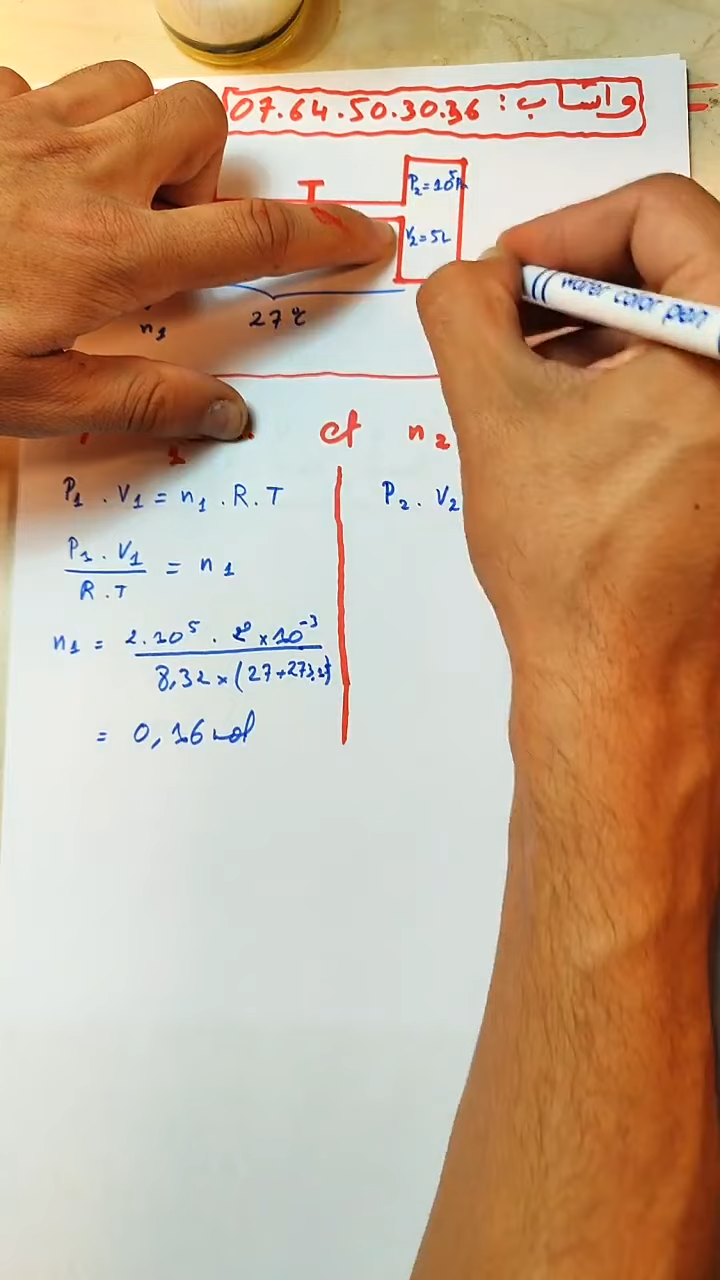 واتساب : 07.64.50.30.36
P₂ = 10⁵Pa
V₂ = 5L
n₁ 27 °C
et n₂
P₁ . V₁ = n₁ . R . T
P₂ . V₂
P₁ . V₁ / R . T = n₁
n₁ = 2.10⁵ . 2 × 10⁻³ / 8,32 × (27+273,15)
= 0,16 mol
water color pen